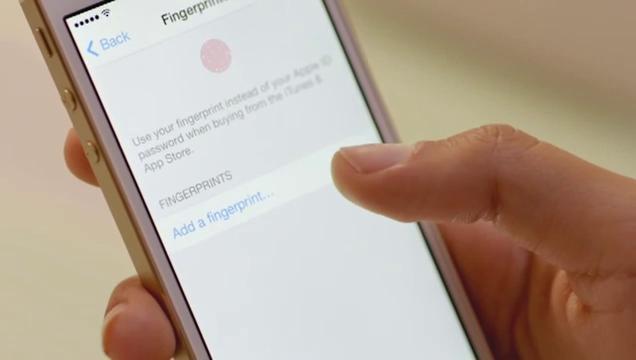 Back
Fingerprint
Use your fingerprint instead of your Apple ID
password when buying from the iTunes &
App Store.
FINGERPRINTS
Add a fingerprint...